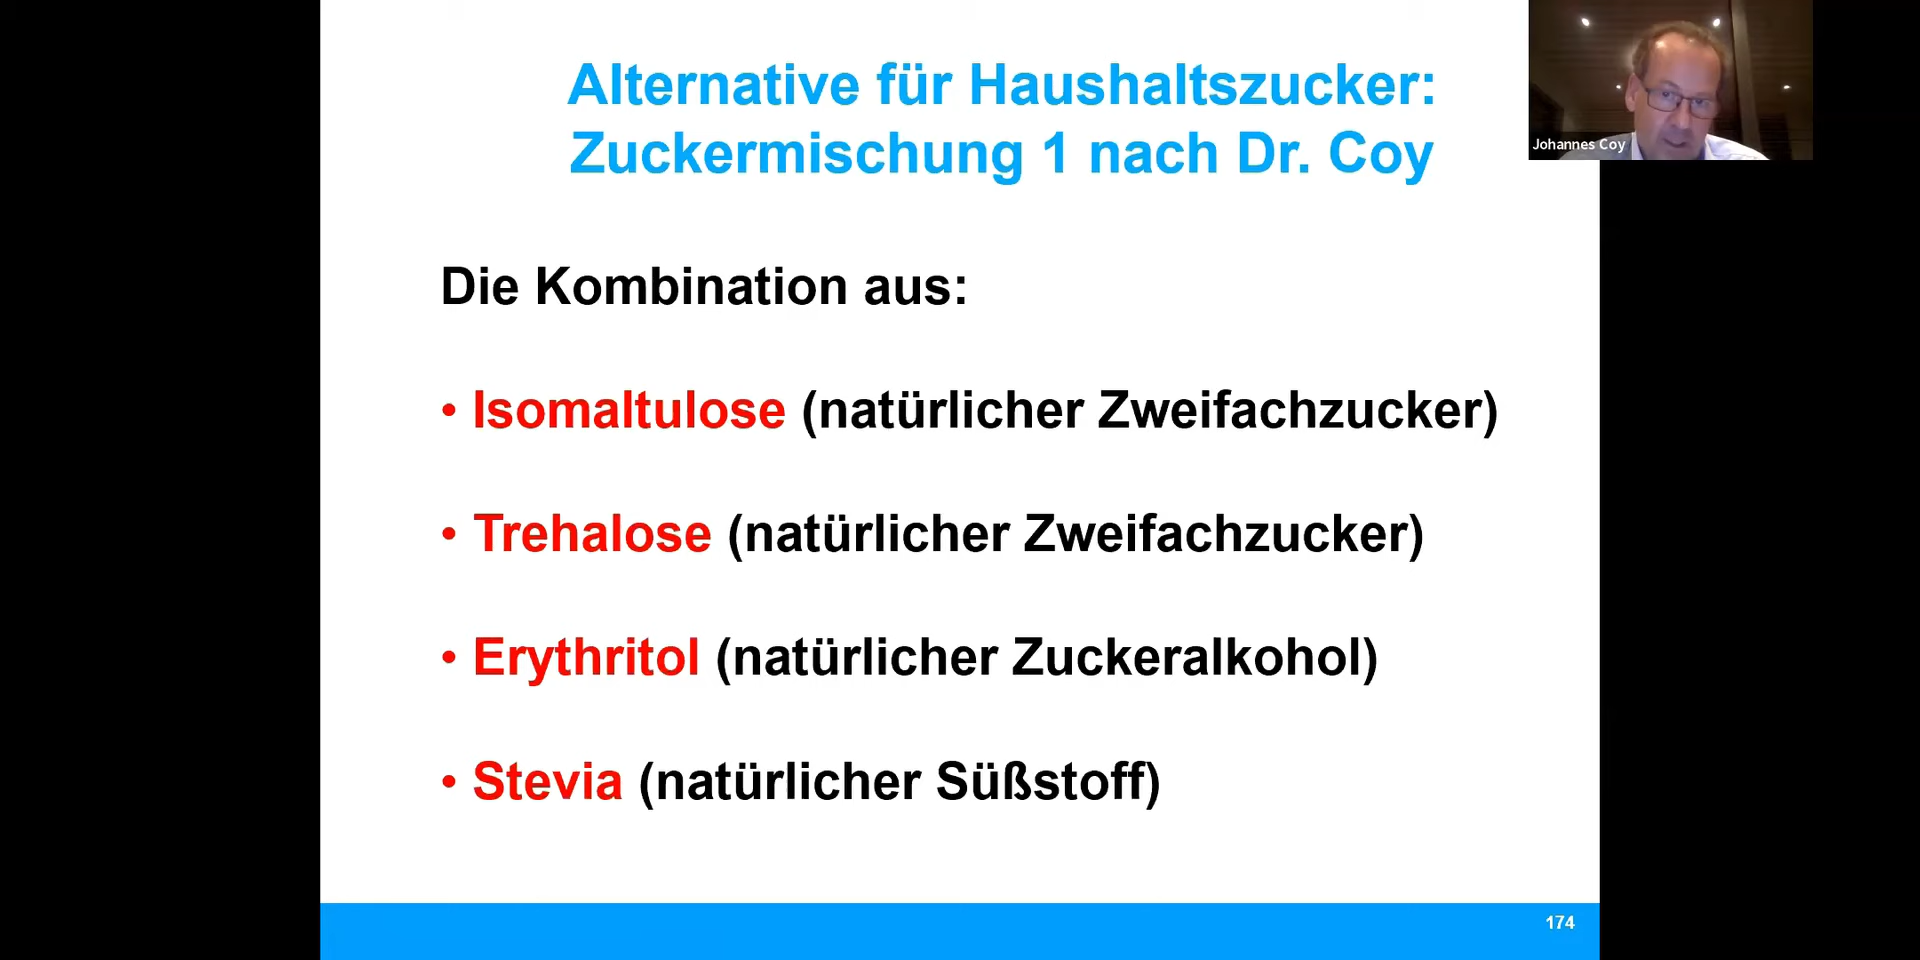 Alternative für Haushaltszucker:
Zuckermischung 1 nach Dr. Coy
Johannes Coy
Die Kombination aus:
• Isomaltulose (natürlicher Zweifachzucker)
• Trehalose (natürlicher Zweifachzucker)
• Erythritol (natürlicher Zuckeralkohol)
• Stevia (natürlicher Süßstoff)
174